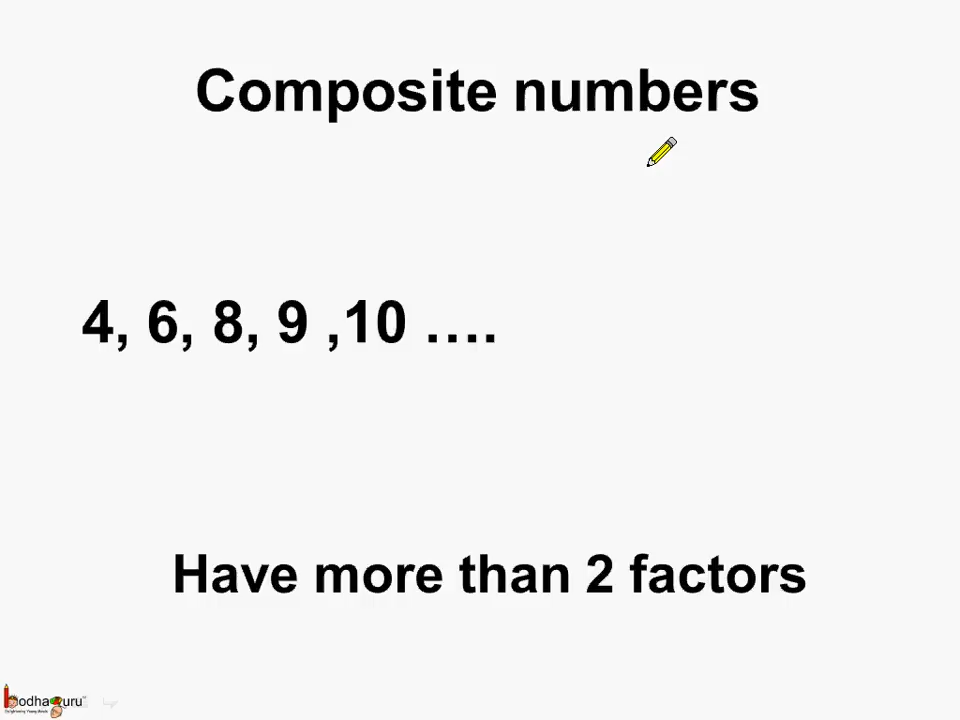 Composite numbers
4, 6, 8, 9 ,10 ….
Have more than 2 factors